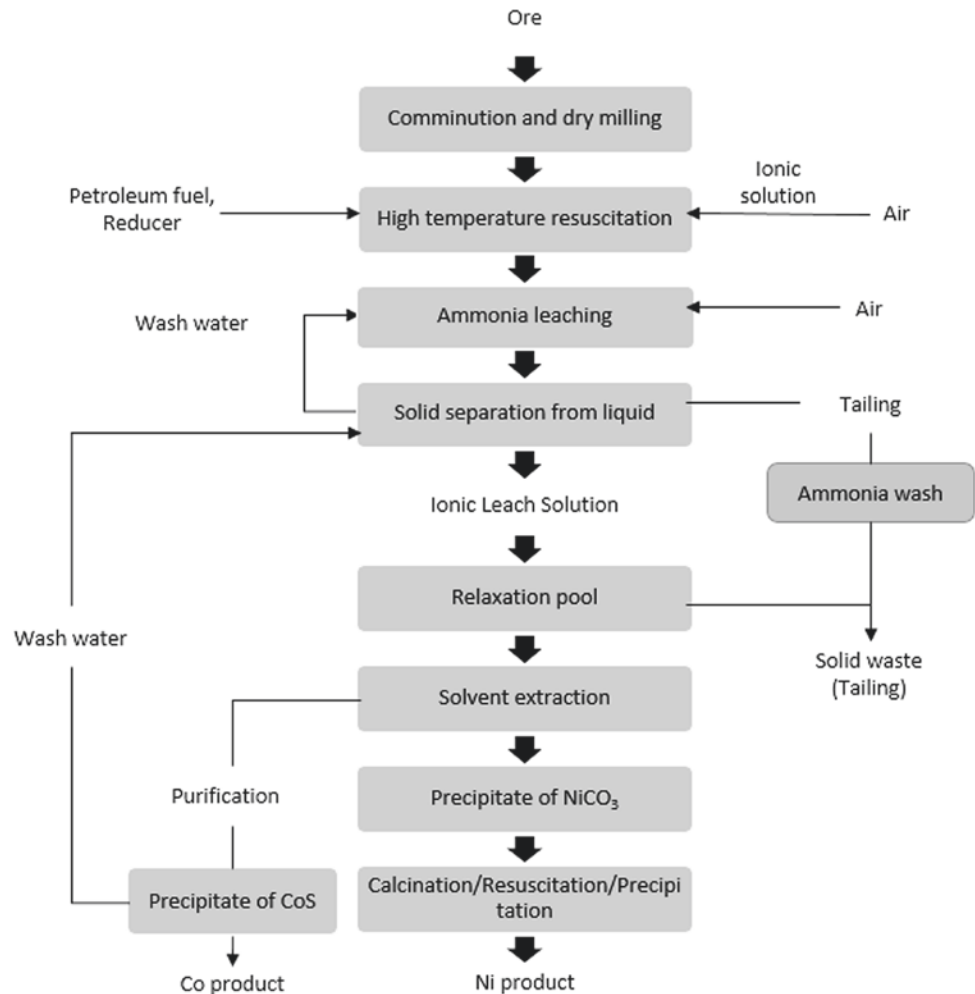 Ore
Comminution and dry milling
Petroleum fuel,
Reducer
High temperature resuscitation
Ionic
solution
Air
Wash water
Ammonia leaching
Air
Solid separation from liquid
Tailing
Ammonia wash
Ionic Leach Solution
Relaxation pool
Wash water
Solid waste
(Tailing)
Solvent extraction
Purification
Precipitate of NiCO₃
Precipitate of CoS
Calcination/Resuscitation/Precipi
tation
Co product
Ni product